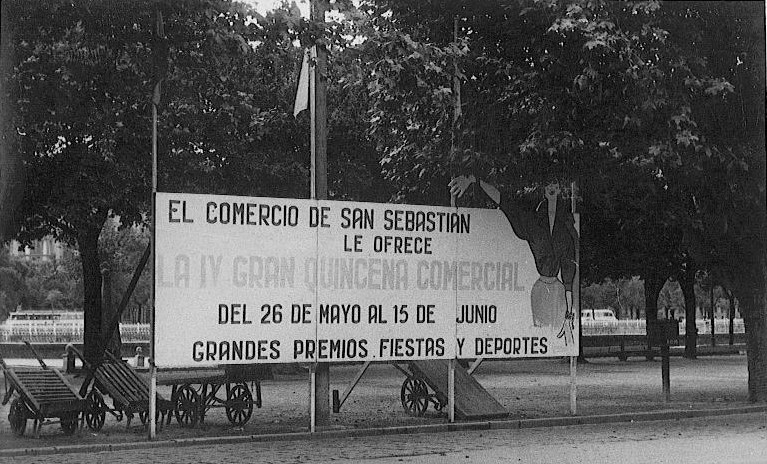 EL COMERCIO DE SAN SEBASTIAN
LE OFRECE
LA IV GRAN QUINCENA COMERCIAL
DEL 26 DE MAYO AL 15 DE JUNIO
GRANDES PREMIOS. FIESTAS Y DEPORTES